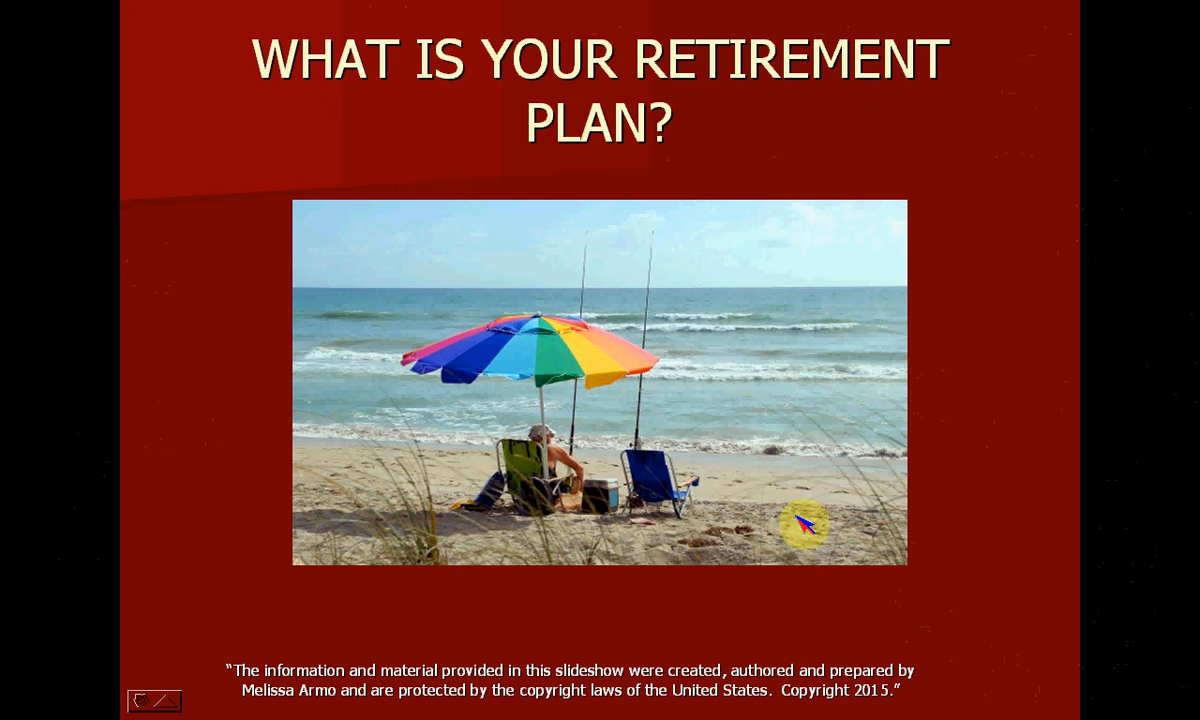 WHAT IS YOUR RETIREMENT
PLAN?
“The information and material provided in this slideshow were created, authored and prepared by
Melissa Armo and are protected by the copyright laws of the United States.  Copyright 2015.”